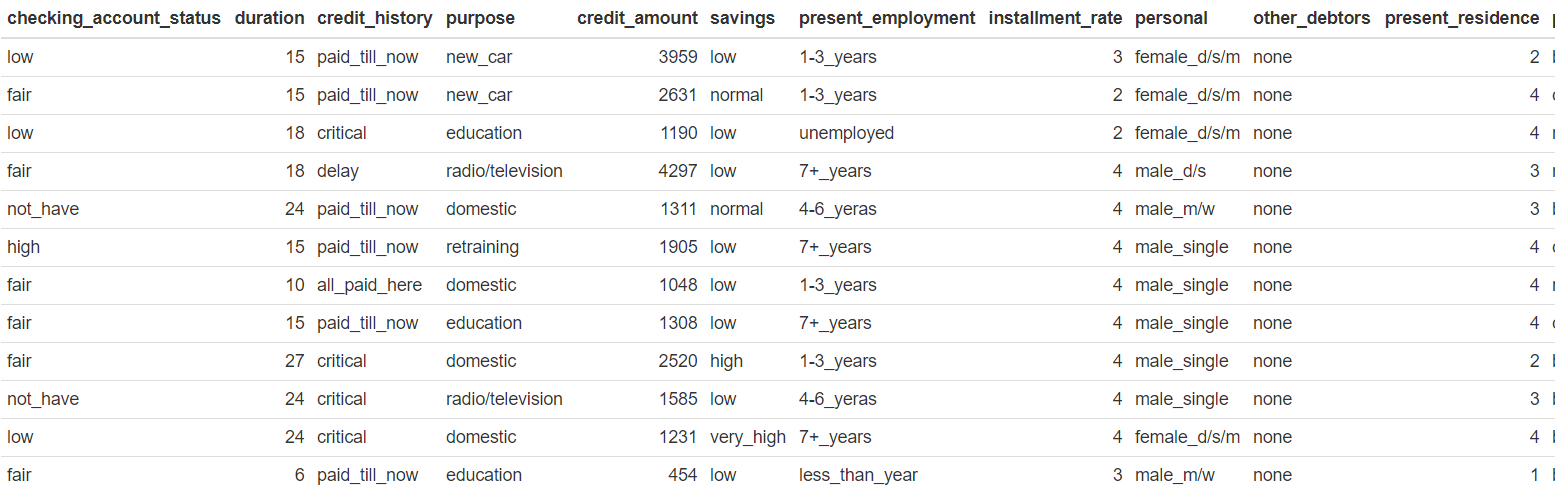 checking_account_status duration credit_history purpose credit_amount savings present_employment installment_rate personal other_debtors present_residence
low 15 paid_till_now new_car 3959 low 1-3_years 3 female_d/s/m none 2
fair 15 paid_till_now new_car 2631 normal 1-3_years 2 female_d/s/m none 4
low 18 critical education 1190 low unemployed 2 female_d/s/m none 4
fair 18 delay radio/television 4297 low 7+_years 4 male_d/s none 3
not_have 24 paid_till_now domestic 1311 normal 4-6_yeras 4 male_m/w none 3
high 15 paid_till_now retraining 1905 low 7+_years 4 male_single none 4
fair 10 all_paid_here domestic 1048 low 1-3_years 4 male_single none 4
fair 15 paid_till_now education 1308 low 7+_years 4 male_single none 4
fair 27 critical domestic 2520 high 1-3_years 4 male_single none 2
not_have 24 critical radio/television 1585 low 4-6_yeras 4 male_single none 3
low 24 critical domestic 1231 very_high 7+_years 4 female_d/s/m none 4
fair 6 paid_till_now education 454 low less_than_year 3 male_m/w none 1